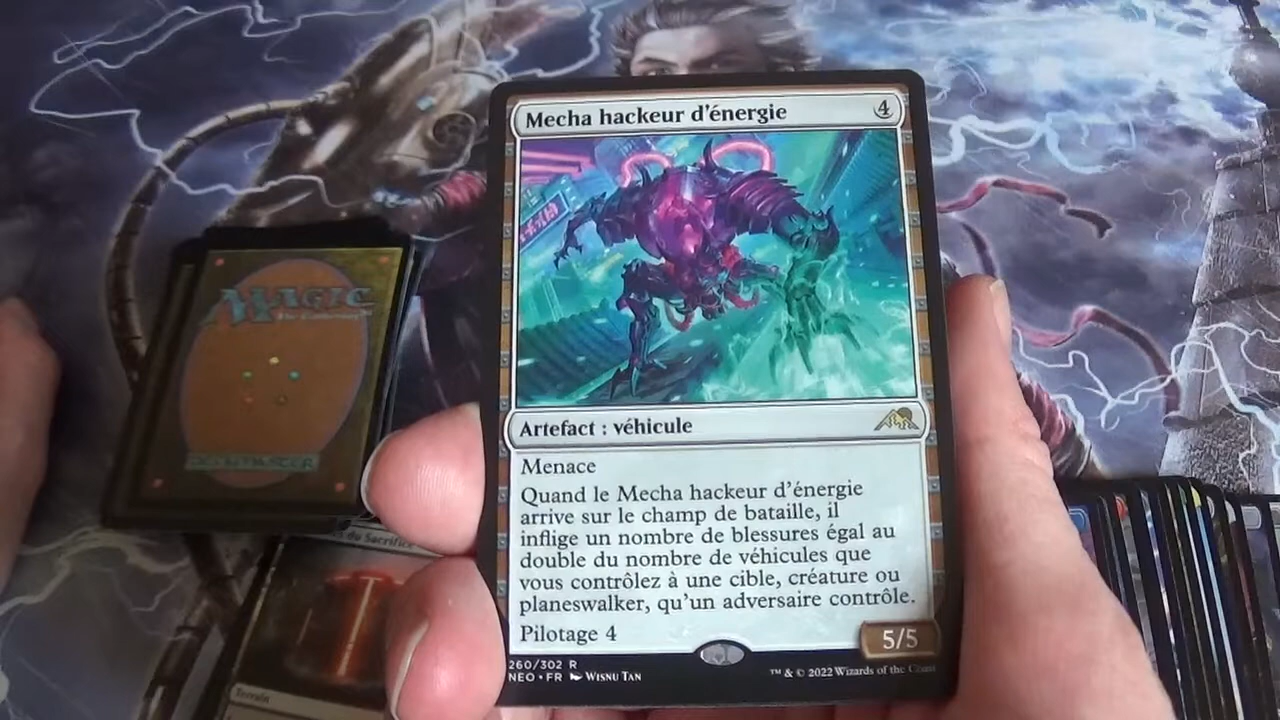 Mecha hackeur d'énergie
4
Artefact : véhicule
Menace
Quand le Mecha hackeur d'énergie
arrive sur le champ de bataille, il
inflige un nombre de blessures égal au
double du nombre de véhicules que
vous contrôlez à une cible, créature ou
planeswalker, qu'un adversaire contrôle.
Pilotage 4
5/5
260/302 R
NEO • FR Wisnu Tan
™ & © 2022 Wizards of the Coast
MAGIC
DECKMASTER
du Sacrifice
Terrain